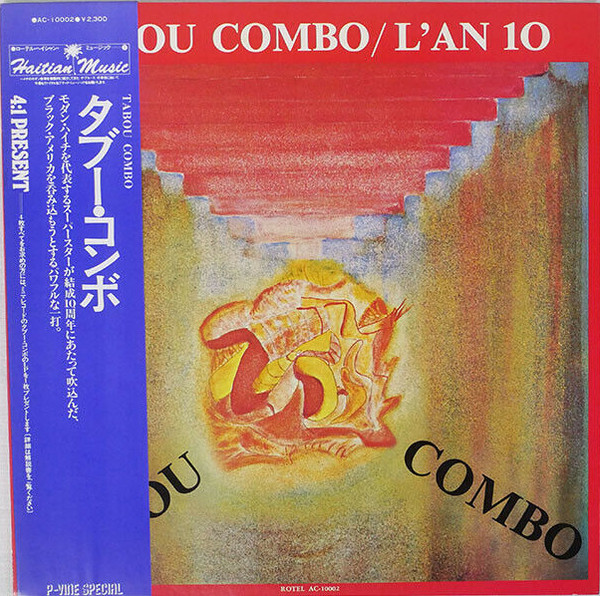 ●AC-10002●¥2,300
●ローテル・ハイシャン・ミュージック
Haitian Music
TABOU COMBO
タブー・コンボ
モダン・ハイチを代表するスーパースターが結成10周年にあたって吹込んだ、
ブラック・アメリカを呑み込もうとするパワフルな一打。
4:1 PRESENT
P-VINE SPECIAL
OU COMBO/L'AN 10
OU
COMBO
ROTEL AC-10002